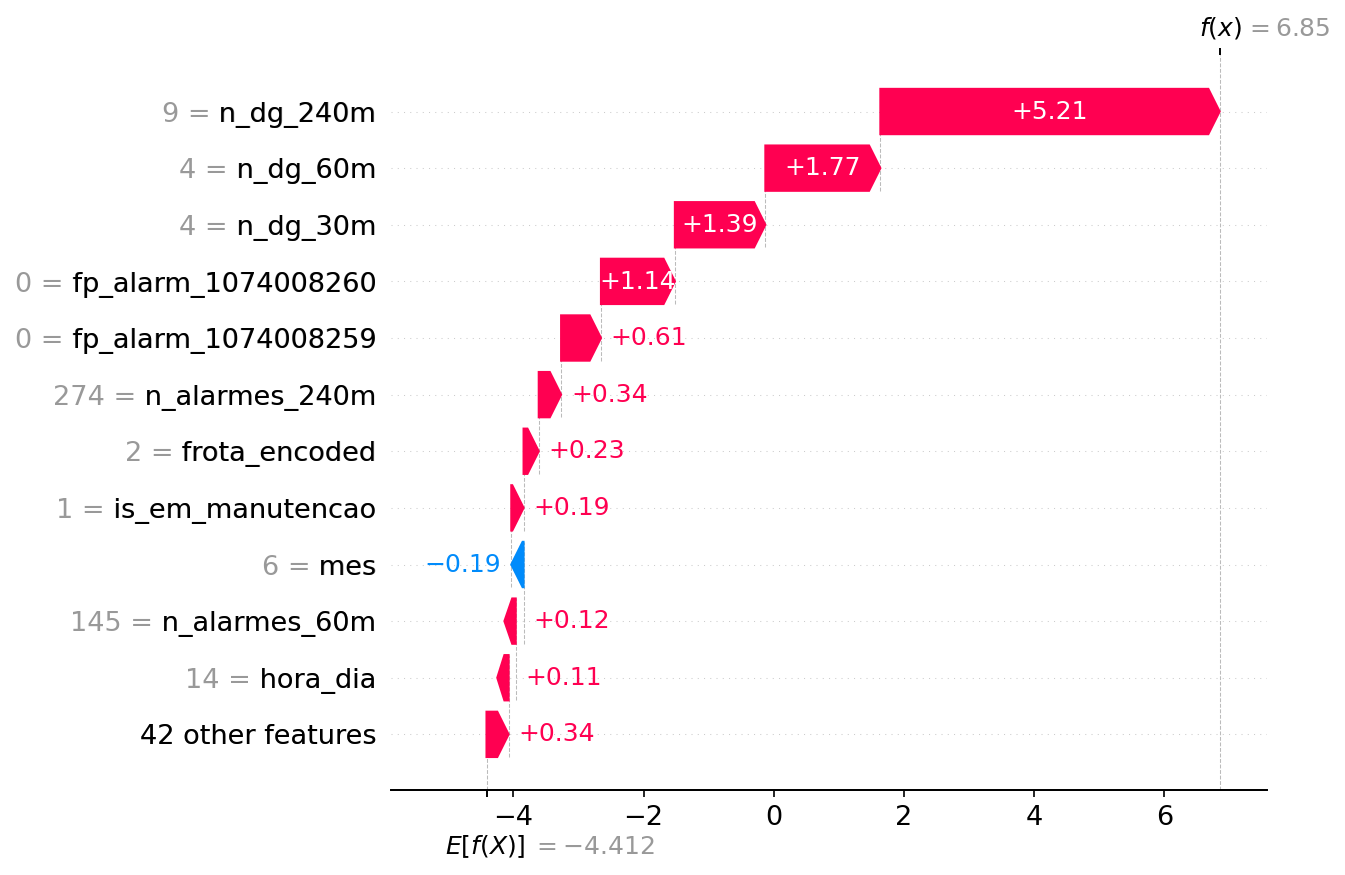 f(x) = 6.85
9 = n_dg_240m
+5.21
4 = n_dg_60m
+1.77
4 = n_dg_30m
+1.39
0 = fp_alarm_1074008260
+1.14
0 = fp_alarm_1074008259
+0.61
274 = n_alarmes_240m
+0.34
2 = frota_encoded
+0.23
1 = is_em_manutencao
+0.19
6 = mes
−0.19
145 = n_alarmes_60m
+0.12
14 = hora_dia
+0.11
42 other features
+0.34
−4 −2 0 2 4 6
E[f(X)] = −4.412